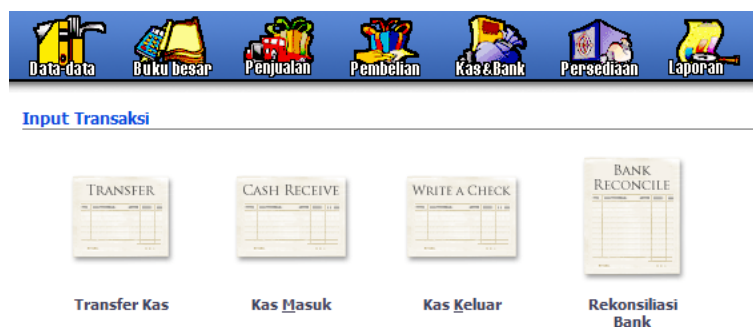 Data-data Buku besar Penjualan Pembelian Kas&Bank Persediaan Laporan
Input Transaksi
TRANSFER CASH RECEIVE WRITE A CHECK BANK RECONCILE
Transfer Kas Kas Masuk Kas Keluar Rekonsiliasi Bank